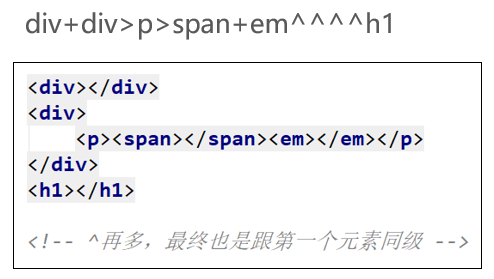 div+div>p>span+em^^^^h1
<div></div>
<div>
    <p><span></span><em></em></p>
</div>
<h1></h1>
<!-- ^再多，最终也是跟第一个元素同级 -->